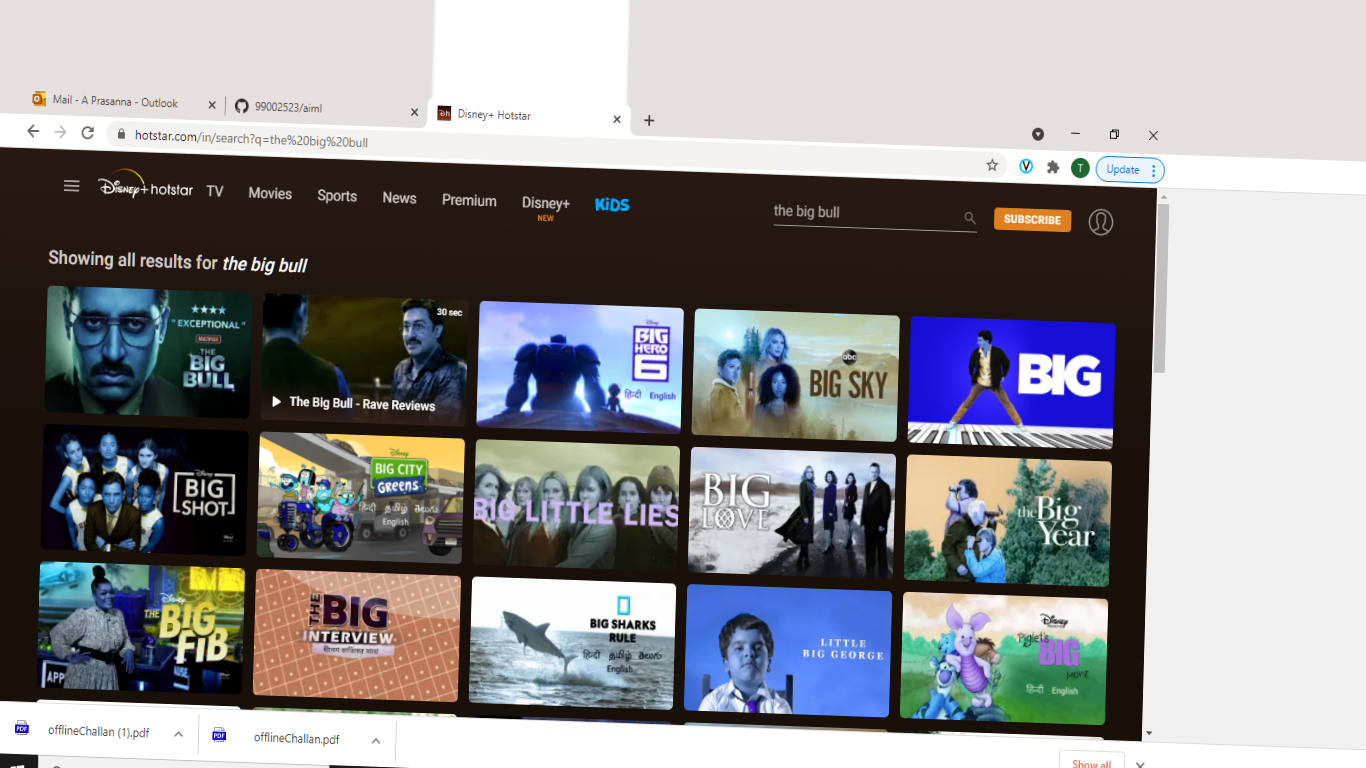 Mail - A Prasanna - Outlook
99002523/aiml
Disney+ Hotstar
hotstar.com/in/search?q=the%20big%20bull
T
Update
Disney+ hotstar
TV
Movies
Sports
News
Premium
Disney+
NEW
KiDS
the big bull
SUBSCRIBE
Showing all results for the big bull
"EXCEPTIONAL"
THE
BIG
BULL
30 sec
The Big Bull - Rave Reviews
Disney
BIG
HERO
6
हिन्दी English
abc
BIG SKY
BIG
Disney
BIG
SHOT
Disney
BIG CITY
GREENS
हिन्दी தமிழ் తెలుగు
English
BIG LITTLE LIES
BIG
LOVE
the Big
Year
Disney
THE BIG
FIB
THE BIG
INTERVIEW
BIG SHARKS
RULE
हिन्दी தமிழ் తెలుగు
English
LITTLE
BIG GEORGE
Disney
Piglet's
BIG
MOVIE
हिन्दी English
offlineChallan (1).pdf
offlineChallan.pdf
Show all